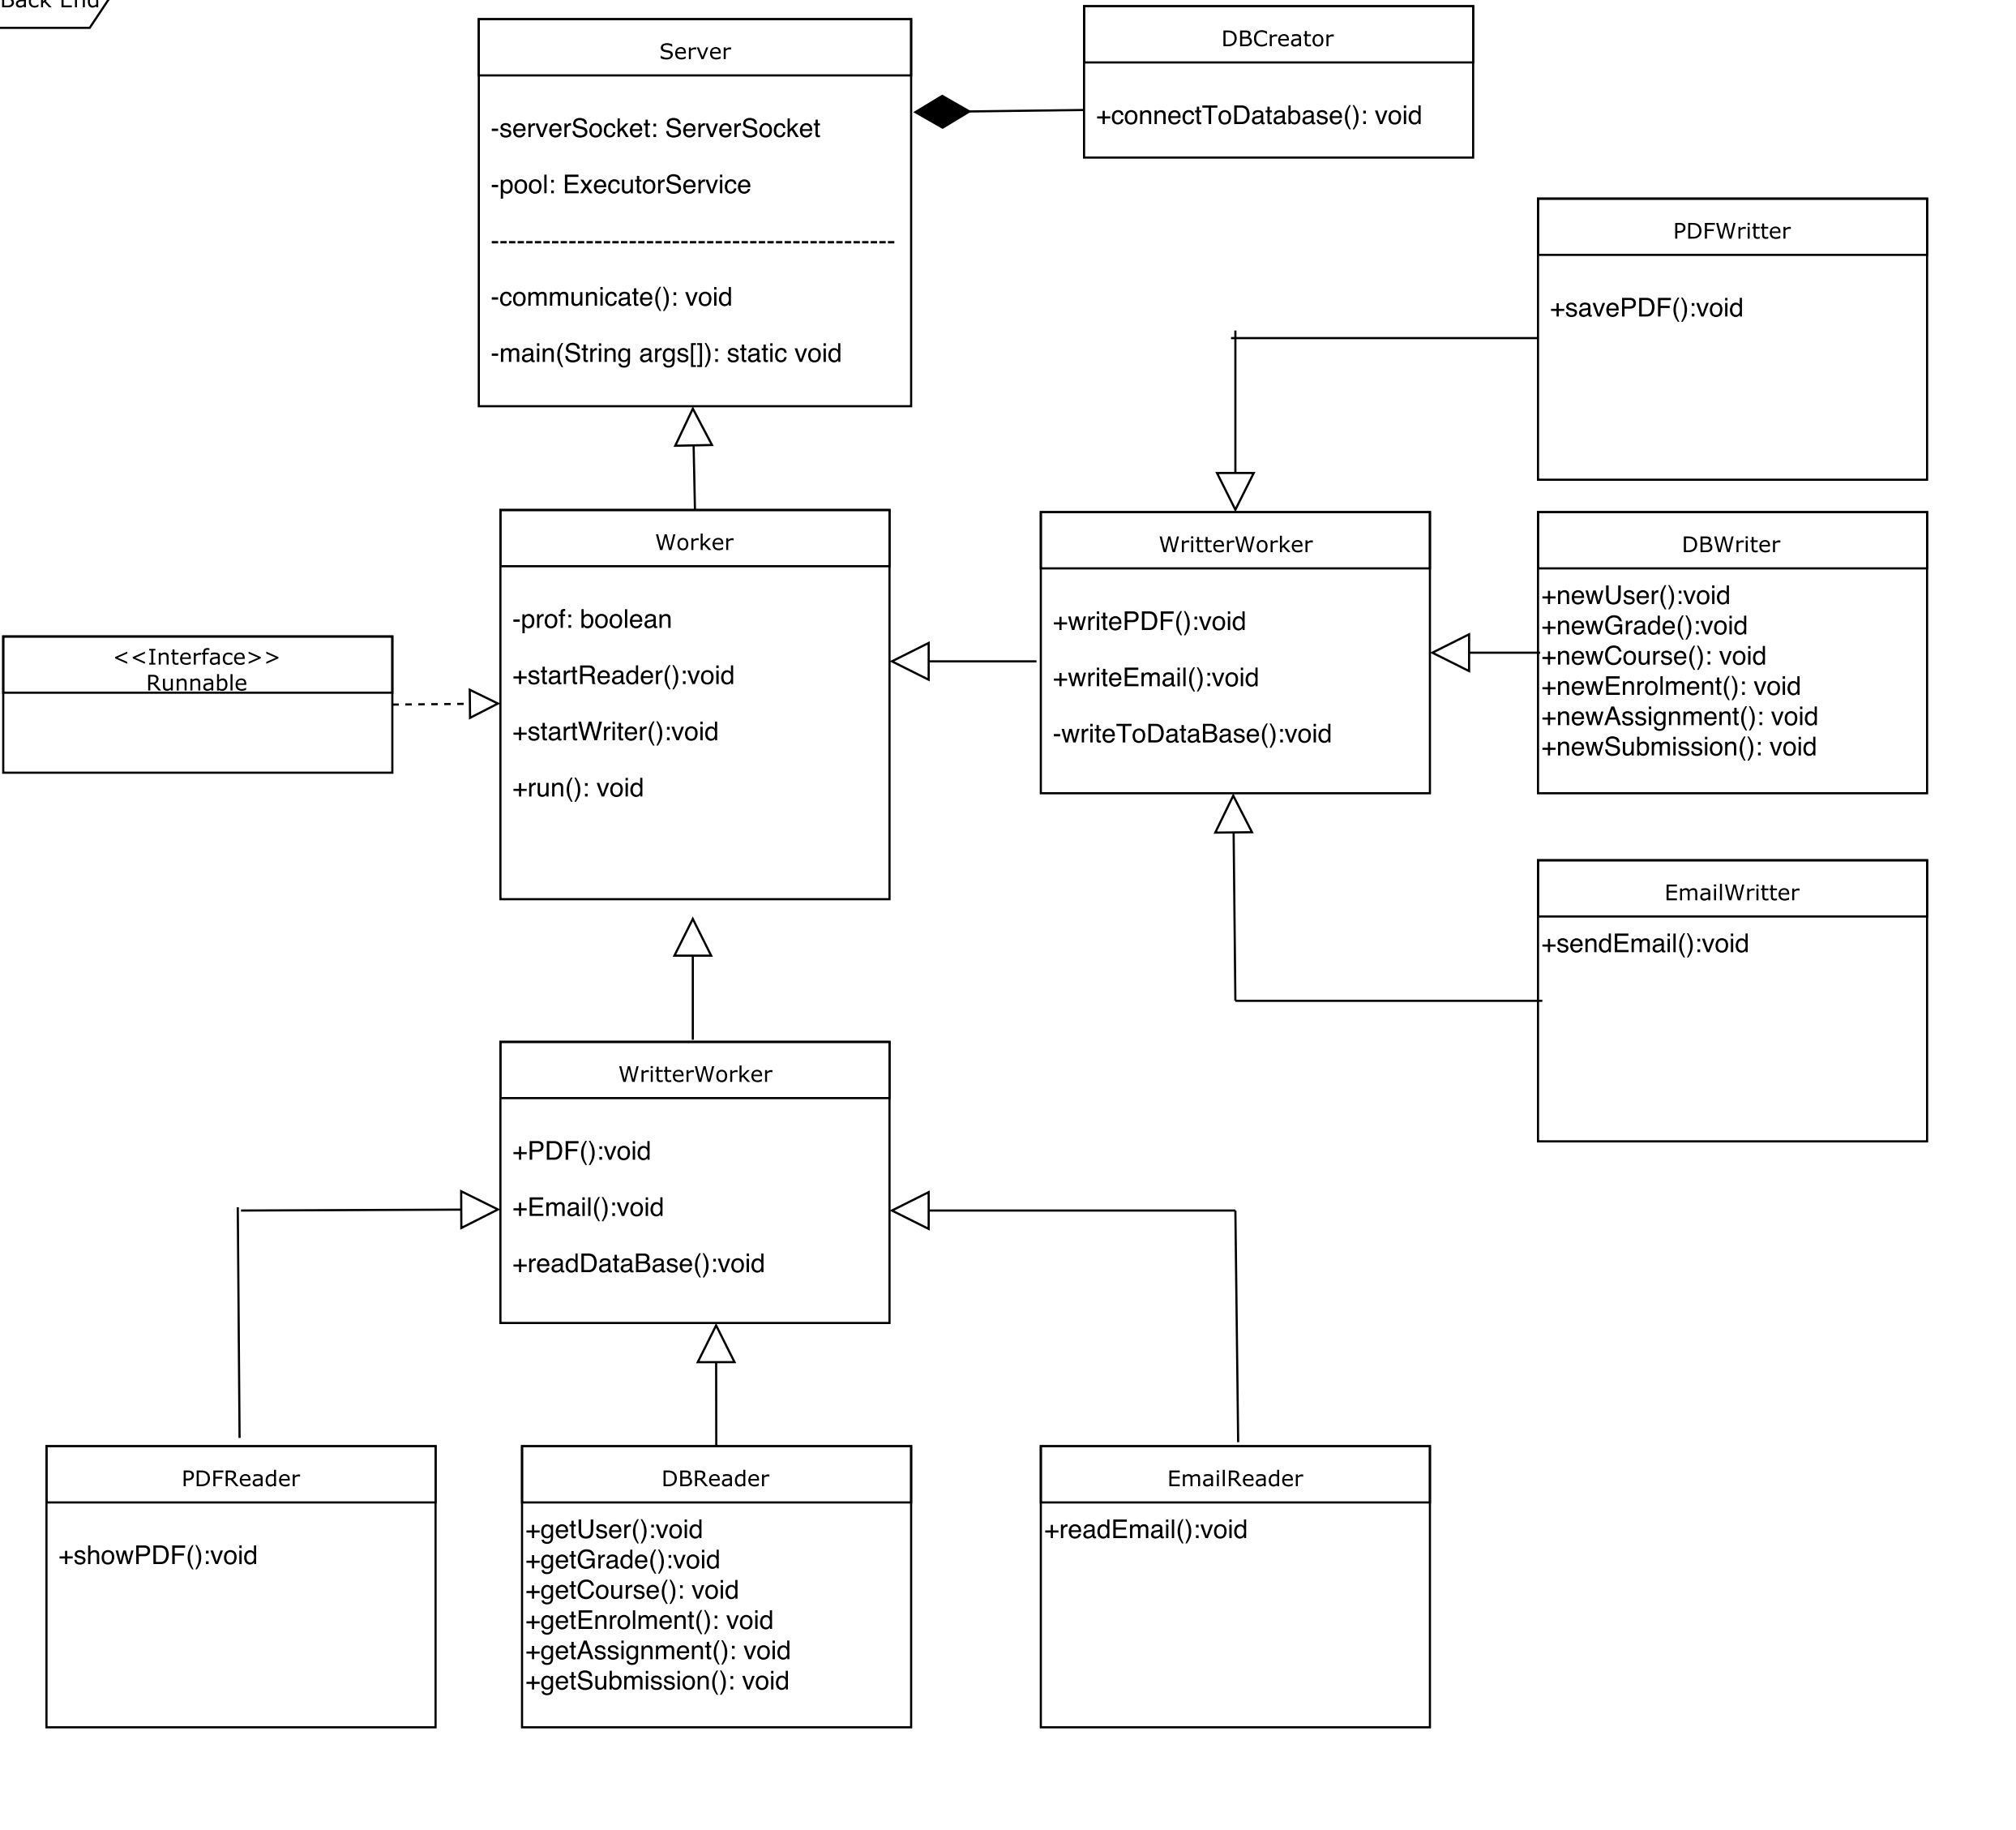 Back End
Server
-serverSocket: ServerSocket
-pool: ExecutorService
-----------------------------------------------
-communicate(): void
-main(String args[]): static void
DBCreator
+connectToDatabase(): void
PDFWritter
+savePDF():void
Worker
-prof: boolean
+startReader():void
+startWriter():void
+run(): void
WritterWorker
+writePDF():void
+writeEmail():void
-writeToDataBase():void
DBWriter
+newUser():void
+newGrade():void
+newCourse(): void
+newEnrolment(): void
+newAssignment(): void
+newSubmission(): void
<<Interface>>
Runnable
EmailWritter
+sendEmail():void
WritterWorker
+PDF():void
+Email():void
+readDataBase():void
PDFReader
+showPDF():void
DBReader
+getUser():void
+getGrade():void
+getCourse(): void
+getEnrolment(): void
+getAssignment(): void
+getSubmission(): void
EmailReader
+readEmail():void